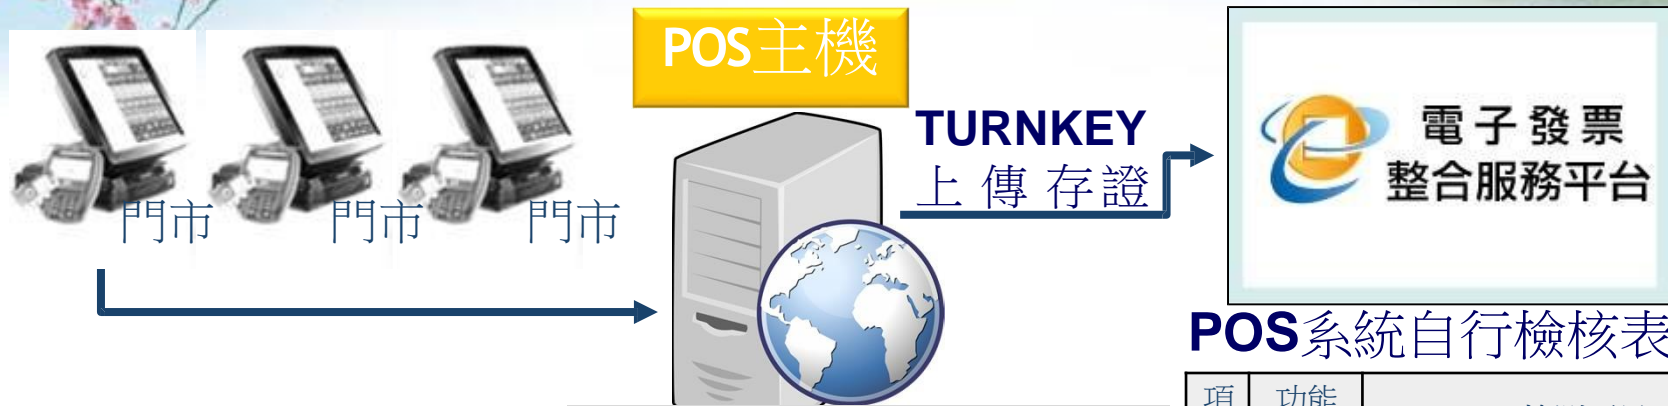 POS主機
門市
門市
門市
TURNKEY
上傳存證
電子發票
整合服務平台
POS系統自行檢核表
項
功能